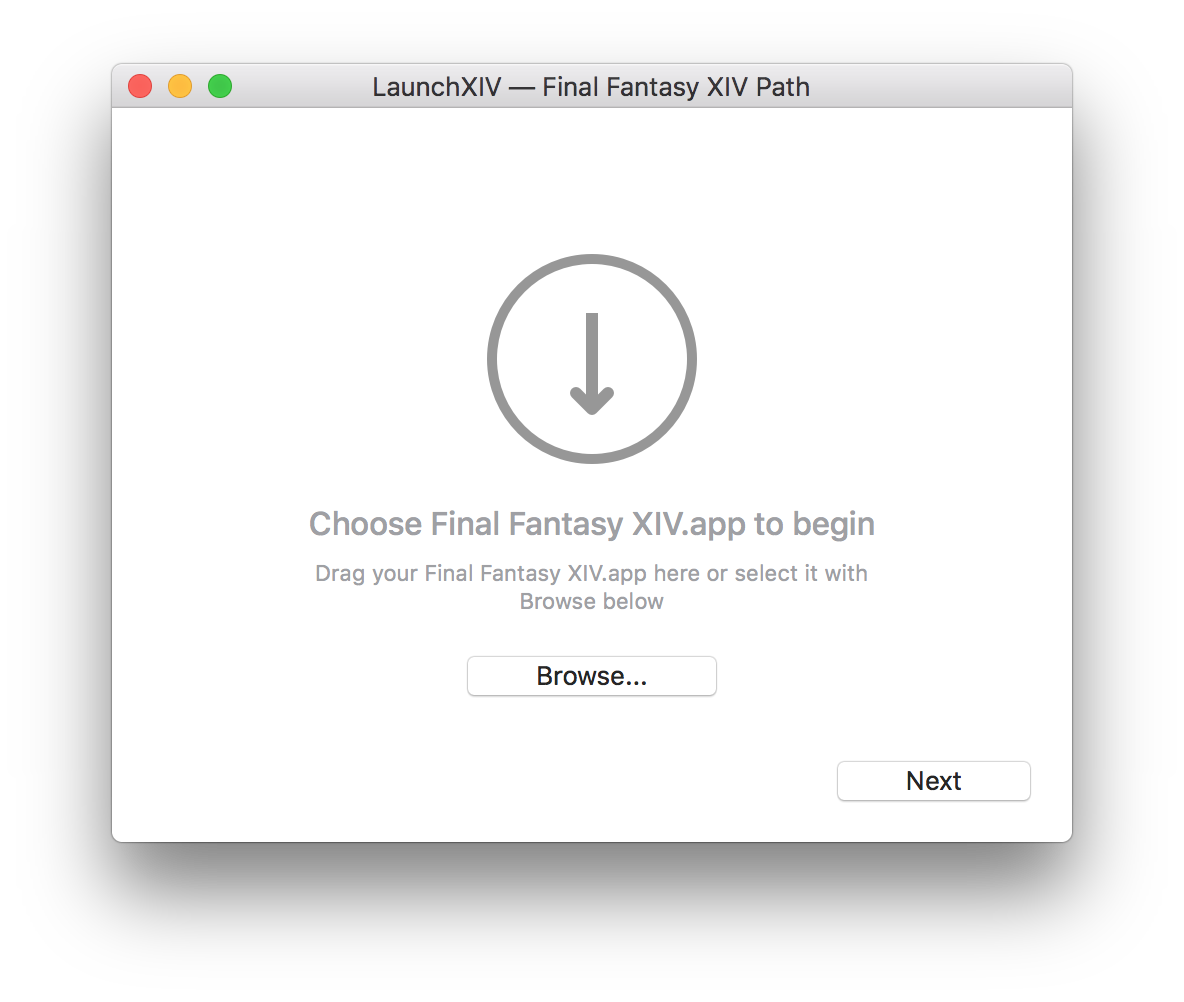 LaunchXIV — Final Fantasy XIV Path
Choose Final Fantasy XIV.app to begin
Drag your Final Fantasy XIV.app here or select it with
Browse below
Browse...
Next